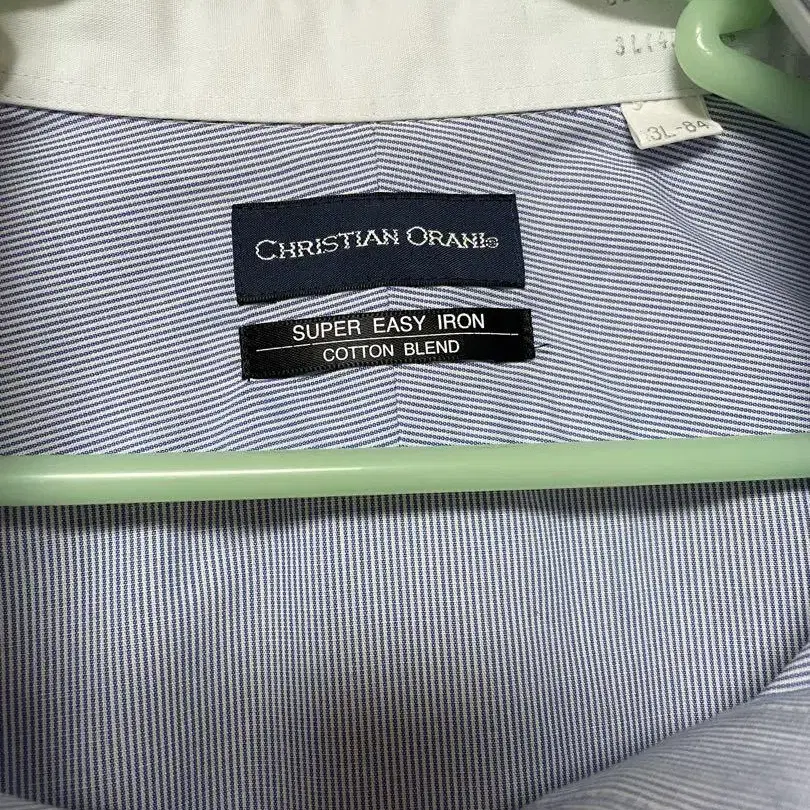 3L-84
CHRISTIAN ORANI
SUPER EASY IRON
COTTON BLEND